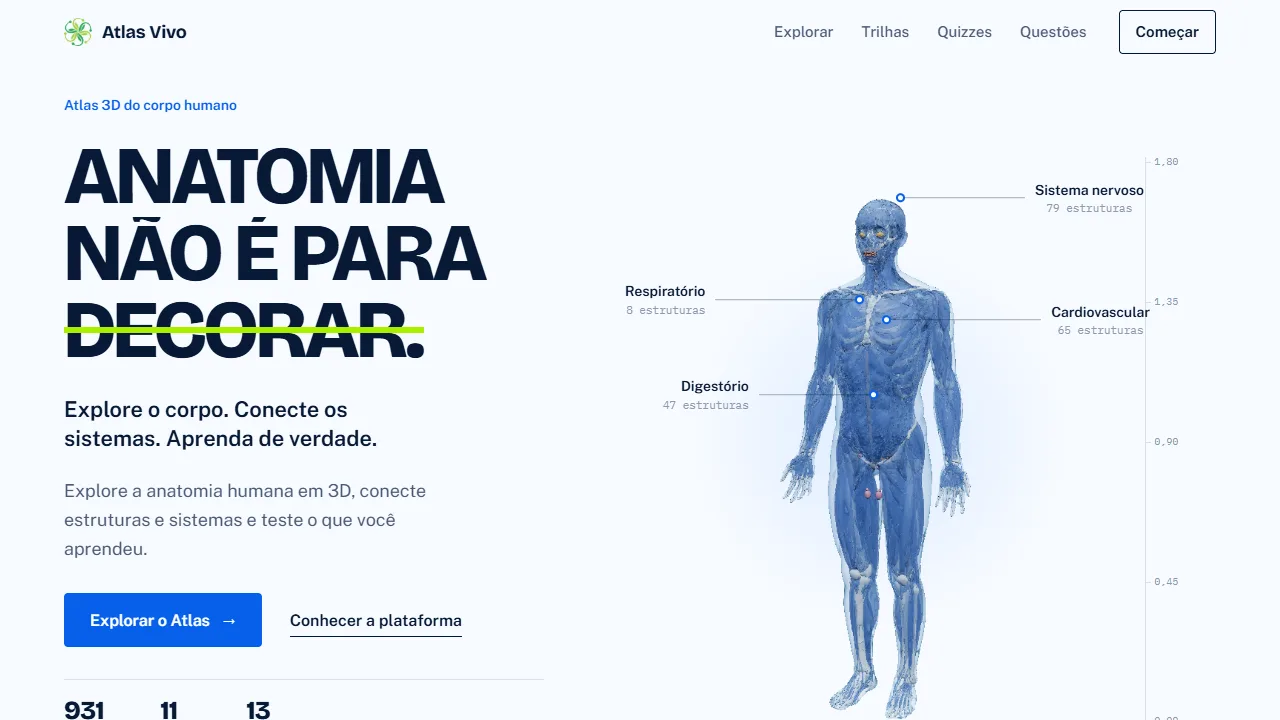 Atlas Vivo
Explorar
Trilhas
Quizzes
Questões
Começar
Atlas 3D do corpo humano
ANATOMIA
NÃO É PARA
DECORAR.
Explore o corpo. Conecte os
sistemas. Aprenda de verdade.
Explore a anatomia humana em 3D, conecte
estruturas e sistemas e teste o que você
aprendeu.
Explorar o Atlas →
Conhecer a plataforma
931
11
13
1,80
Sistema nervoso
79 estruturas
Respiratório
8 estruturas
1,35
Cardiovascular
65 estruturas
Digestório
47 estruturas
0,90
0,45